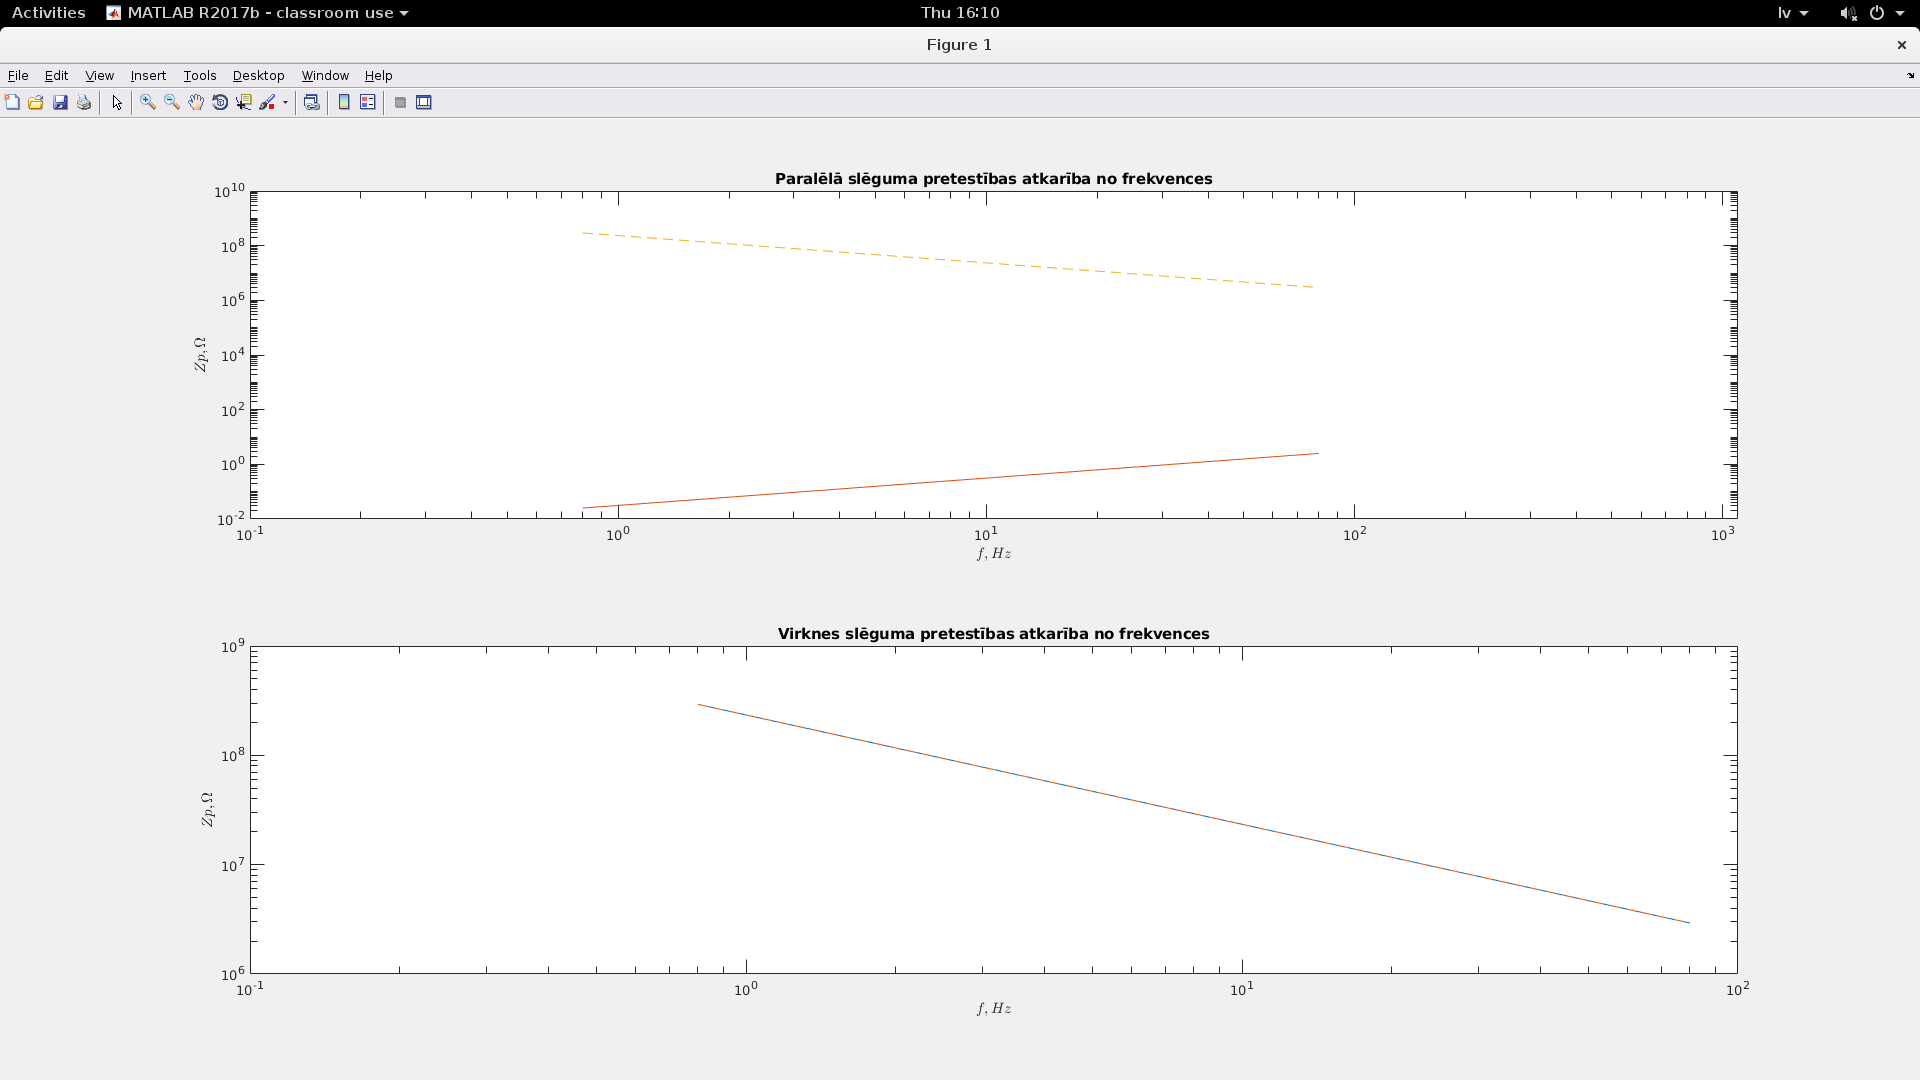 Activities MATLAB R2017b - classroom use Thu 16:10 lv
Figure 1
File Edit View Insert Tools Desktop Window Help
Paralēlā slēguma pretestības atkarība no frekvences
10^10
10^8
10^6
10^4
10^2
10^0
10^-2
Zp, Ω
10^-1 10^0 10^1 10^2 10^3
f, Hz
Virknes slēguma pretestības atkarība no frekvences
10^9
10^8
10^7
10^6
Zp, Ω
10^-1 10^0 10^1 10^2
f, Hz